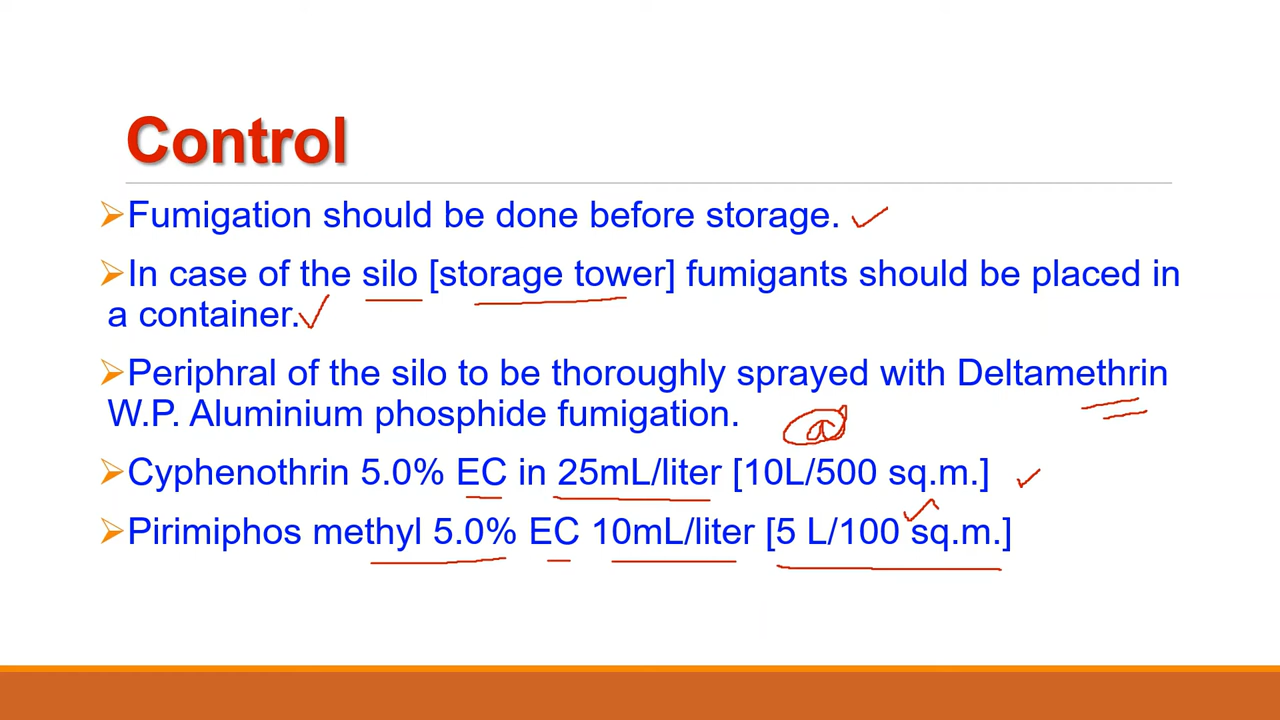 Control
➢Fumigation should be done before storage.
➢In case of the silo [storage tower] fumigants should be placed in
a container.
➢Periphral of the silo to be thoroughly sprayed with Deltamethrin
W.P. Aluminium phosphide fumigation.
➢Cyphenothrin 5.0% EC in 25mL/liter [10L/500 sq.m.]
➢Pirimiphos methyl 5.0% EC 10mL/liter [5 L/100 sq.m.]